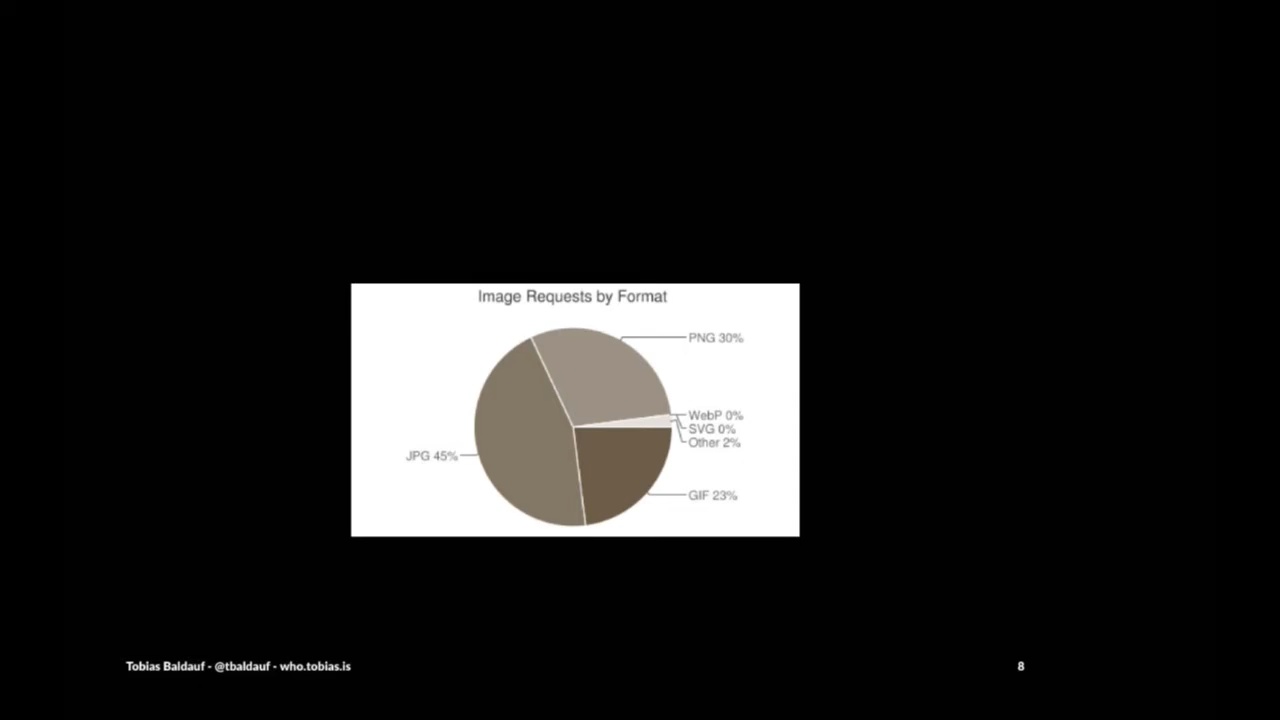 Image Requests by Format
PNG 30%
WebP 0%
SVG 0%
Other 2%
JPG 45%
GIF 23%
Tobias Baldauf - @tbaldauf - who.tobias.is
8